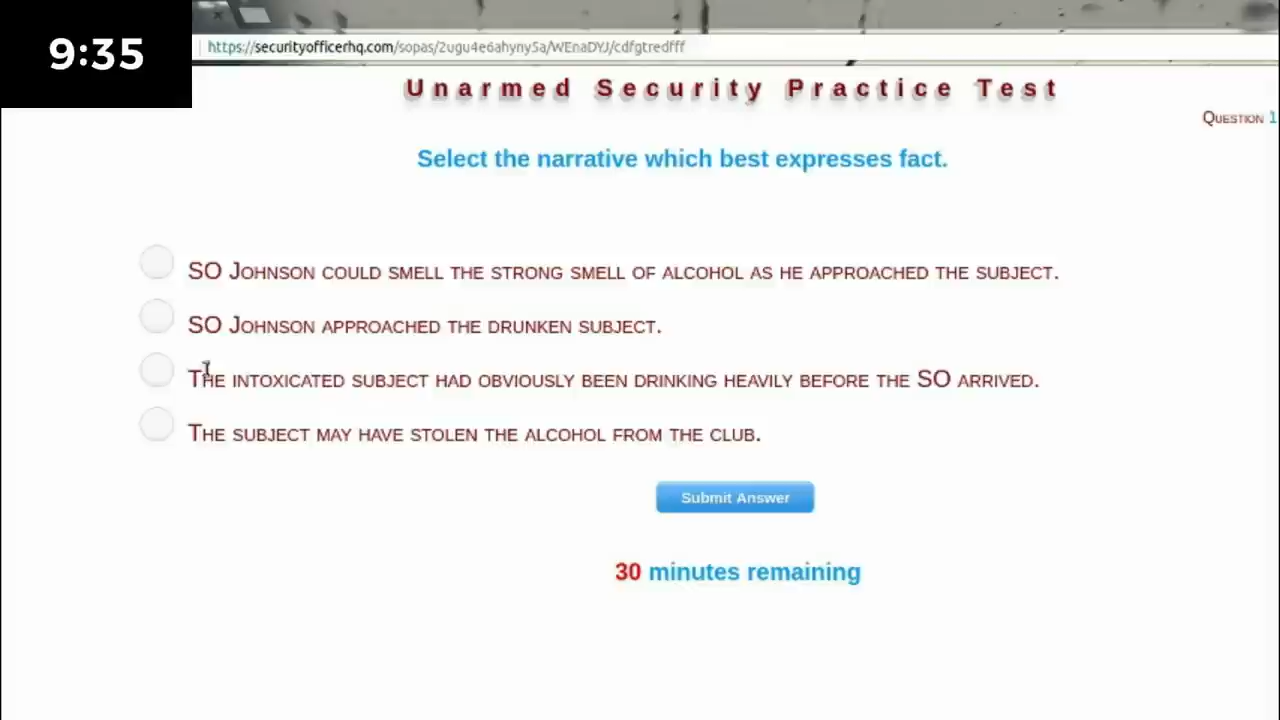 9:35
https://securityofficerhq.com/sopas/2ugu4e6ahyny5a/WEnaDYJ/cdfgtredfff
Unarmed Security Practice Test
Question 1
Select the narrative which best expresses fact.
SO Johnson could smell the strong smell of alcohol as he approached the subject.
SO Johnson approached the drunken subject.
The intoxicated subject had obviously been drinking heavily before the SO arrived.
The subject may have stolen the alcohol from the club.
Submit Answer
30 minutes remaining